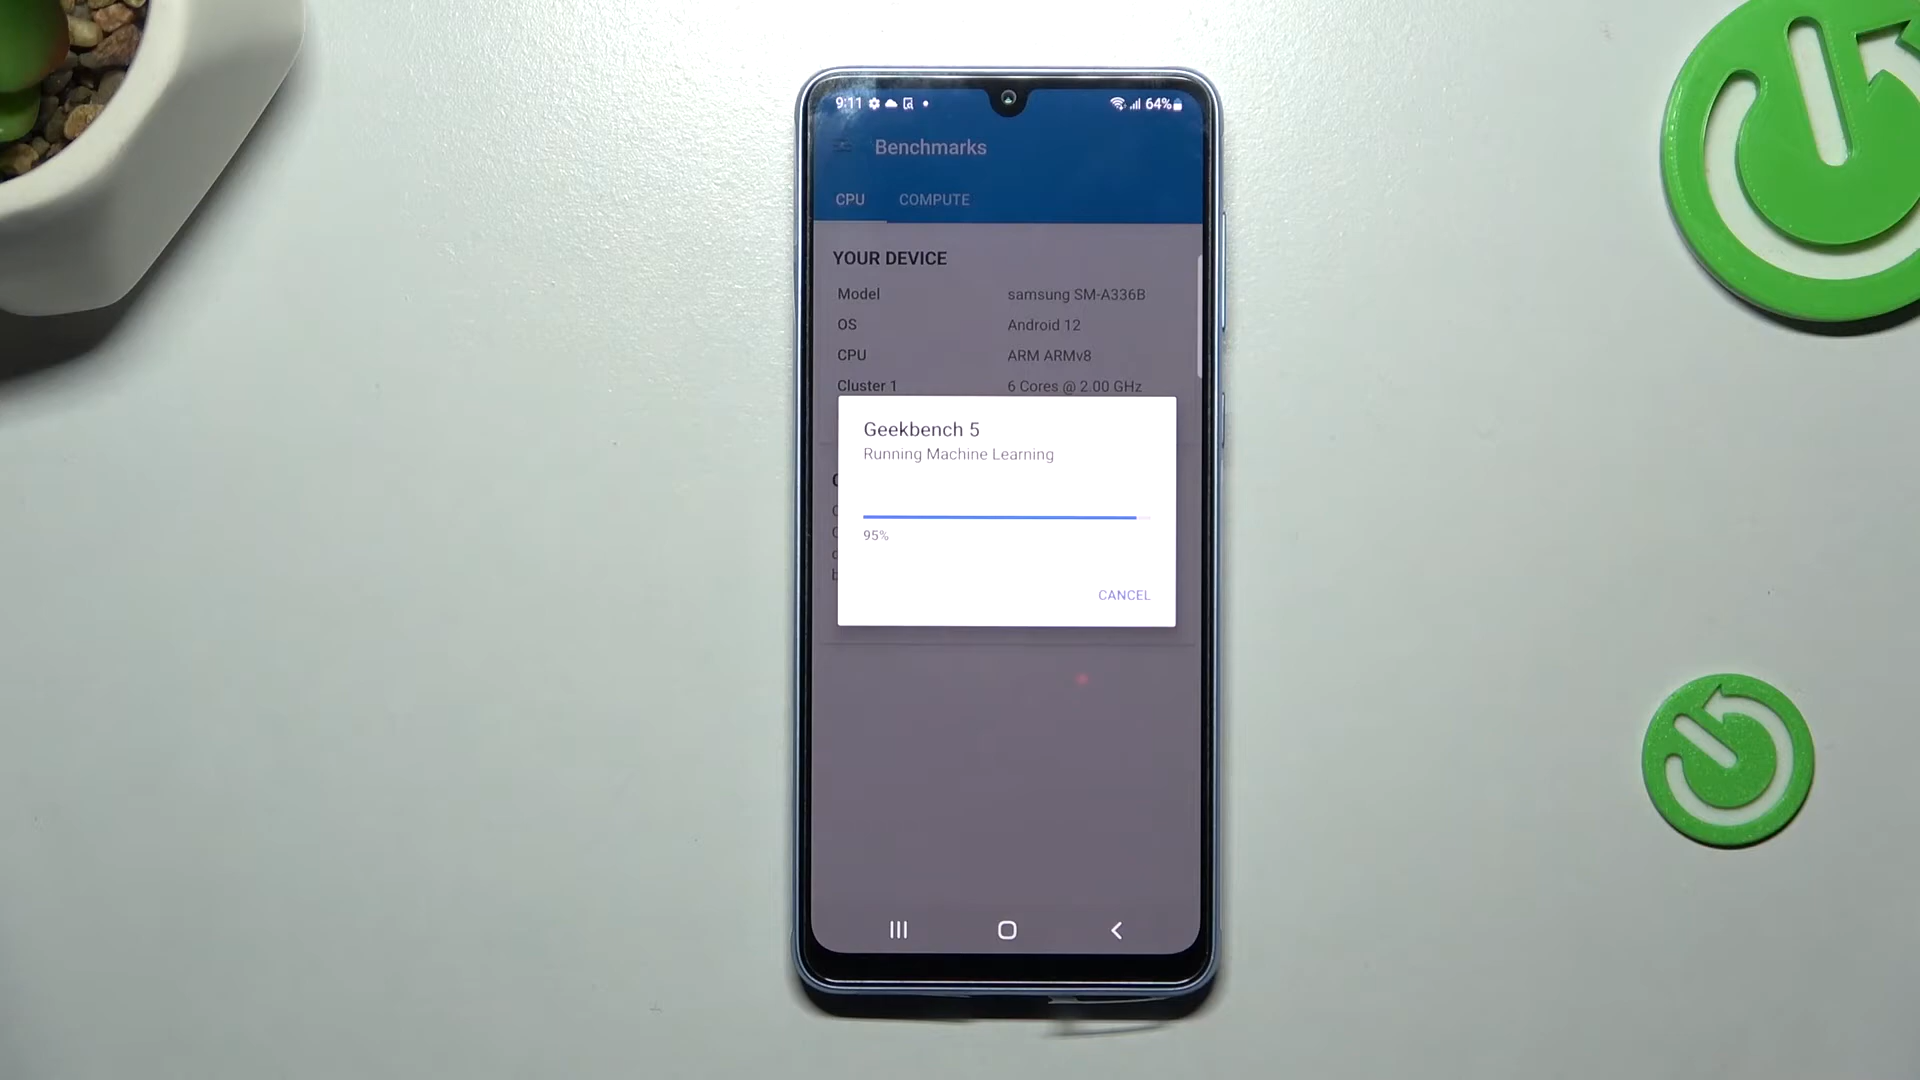 9:11 64%
Benchmarks
CPU COMPUTE
YOUR DEVICE
Model samsung SM-A336B
OS Android 12
CPU ARM ARMv8
Cluster 1 6 Cores @ 2.00 GHz
Geekbench 5
Running Machine Learning
95%
CANCEL